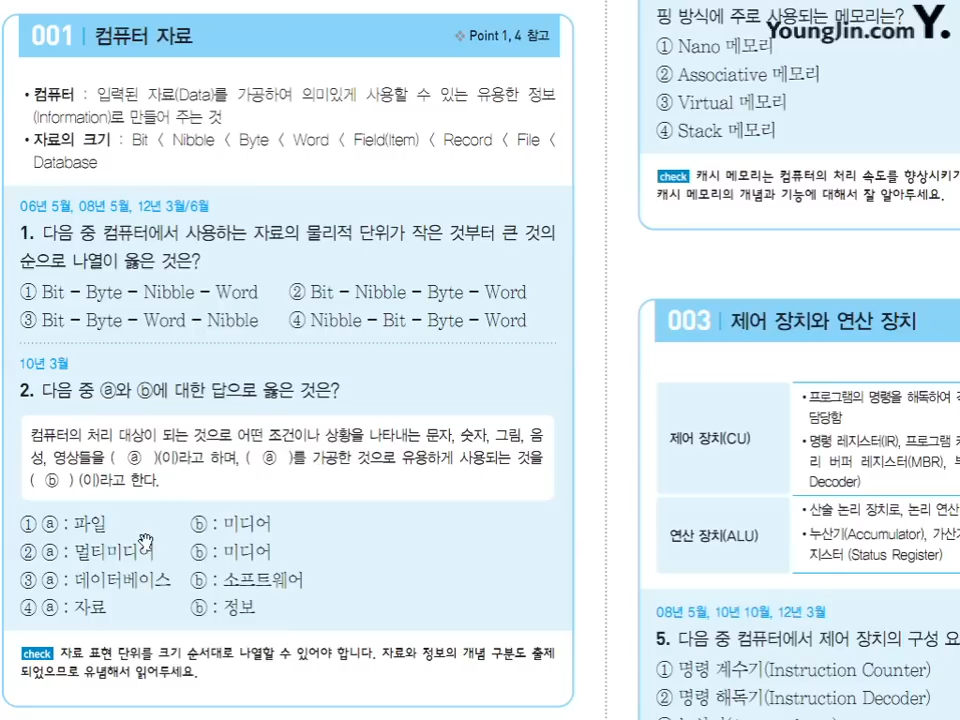 001 컴퓨터 자료
❖ Point 1, 4 참고
• 컴퓨터 : 입력된 자료(Data)를 가공하여 의미있게 사용할 수 있는 유용한 정보
(Information)로 만들어 주는 것
• 자료의 크기 : Bit < Nibble < Byte < Word < Field(Item) < Record < File <
Database
06년 5월, 08년 5월, 12년 3월/6월
1. 다음 중 컴퓨터에서 사용하는 자료의 물리적 단위가 작은 것부터 큰 것의
순으로 나열이 옳은 것은?
① Bit – Byte – Nibble – Word ② Bit – Nibble – Byte – Word
③ Bit – Byte – Word – Nibble ④ Nibble – Bit – Byte – Word
10년 3월
2. 다음 중 ⓐ와 ⓑ에 대한 답으로 옳은 것은?
컴퓨터의 처리 대상이 되는 것으로 어떤 조건이나 상황을 나타내는 문자, 숫자, 그림, 음
성, 영상들을 ( ⓐ )(이)라고 하며, ( ⓐ )를 가공한 것으로 유용하게 사용되는 것을
( ⓑ ) (이)라고 한다.
① ⓐ : 파일 ⓑ : 미디어
② ⓐ : 멀티미디어 ⓑ : 미디어
③ ⓐ : 데이터베이스 ⓑ : 소프트웨어
④ ⓐ : 자료 ⓑ : 정보
check 자료 표현 단위를 크기 순서대로 나열할 수 있어야 합니다. 자료와 정보의 개념 구분도 출제
되었으므로 유념해서 읽어두세요.
핑 방식에 주로 사용되는 메모리는?
YoungJin.com Y.
① Nano 메모리
② Associative 메모리
③ Virtual 메모리
④ Stack 메모리
check 캐시 메모리는 컴퓨터의 처리 속도를 향상시키기
캐시 메모리의 개념과 기능에 대해서 잘 알아두세요.
003 제어 장치와 연산 장치
제어 장치(CU)
• 프로그램의 명령을 해독하여
담당함
• 명령 레지스터(IR), 프로그램
리 버퍼 레지스터(MBR),
Decoder)
연산 장치(ALU)
• 산술 논리 장치로, 논리 연산
• 누산기(Accumulator), 가산
지스터 (Status Register)
08년 5월, 10년 10월, 12년 3월
5. 다음 중 컴퓨터에서 제어 장치의 구성 요
① 명령 계수기(Instruction Counter)
② 명령 해독기(Instruction Decoder)